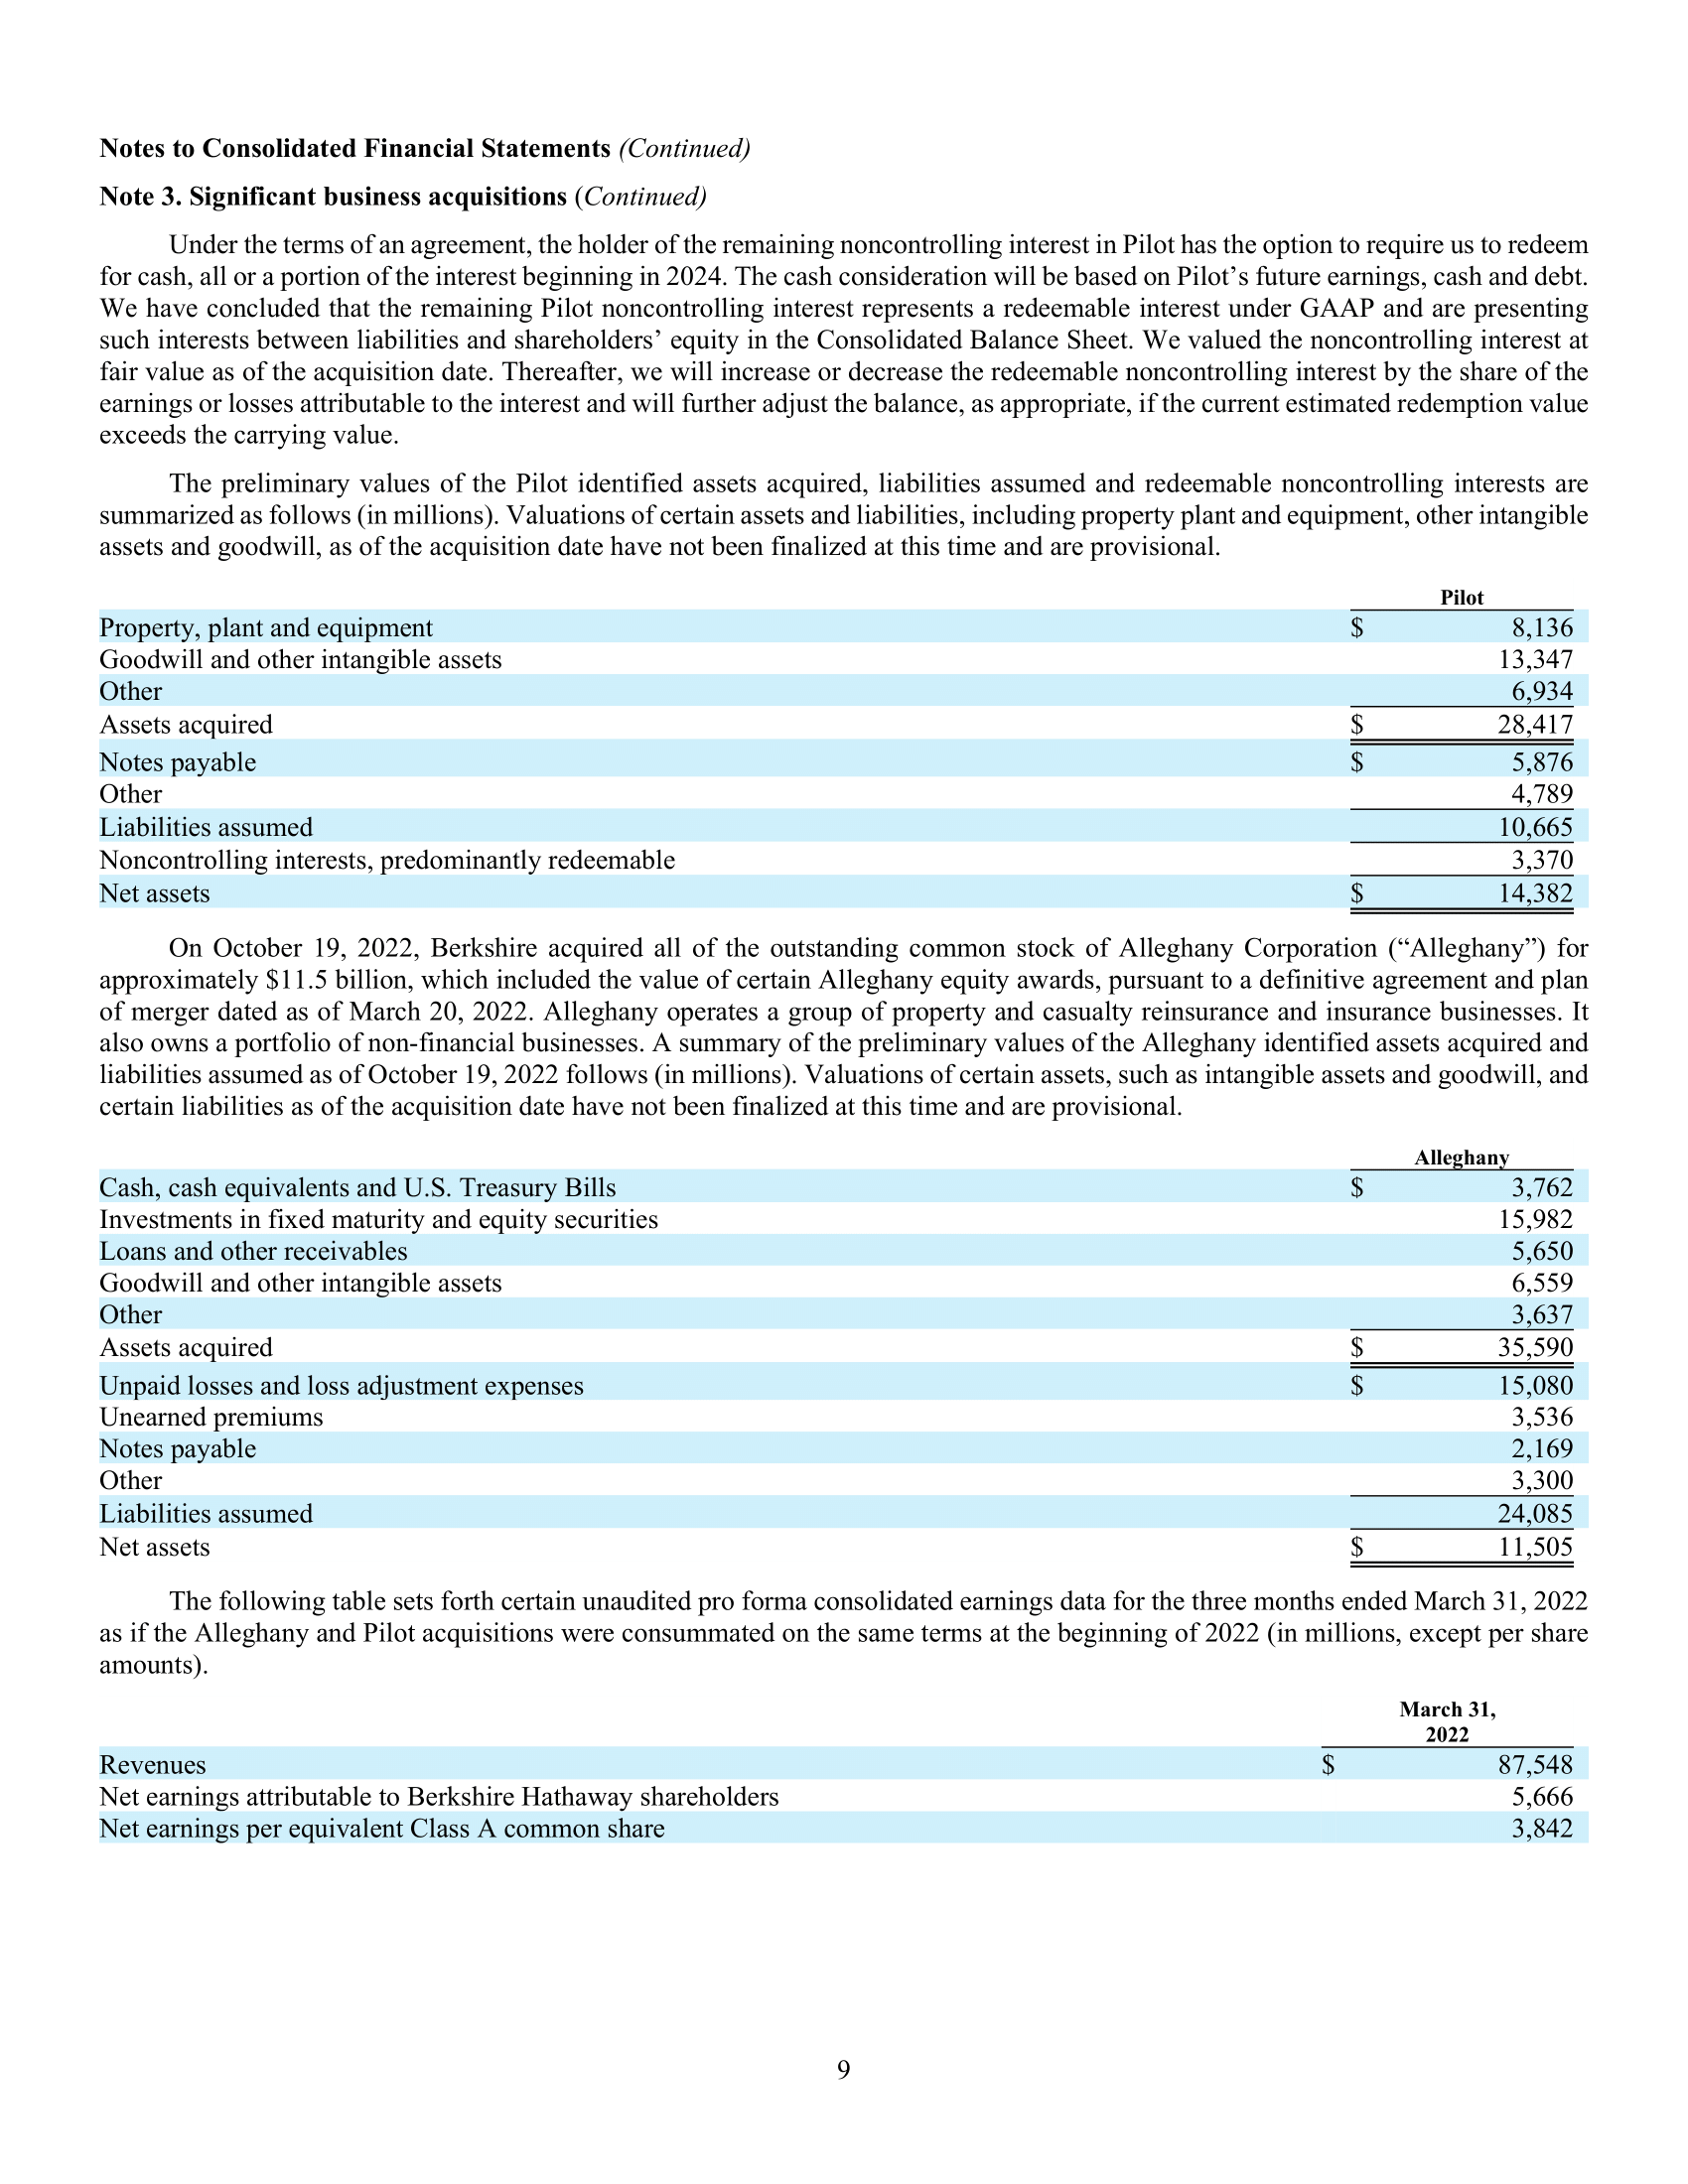 Notes to Consolidated Financial Statements (Continued)
Note 3. Significant business acquisitions (Continued)
Under the terms of an agreement, the holder of the remaining noncontrolling interest in Pilot has the option to require us to redeem
for cash, all or a portion of the interest beginning in 2024. The cash consideration will be based on Pilot’s future earnings, cash and debt.
We have concluded that the remaining Pilot noncontrolling interest represents a redeemable interest under GAAP and are presenting
such interests between liabilities and shareholders’ equity in the Consolidated Balance Sheet. We valued the noncontrolling interest at
fair value as of the acquisition date. Thereafter, we will increase or decrease the redeemable noncontrolling interest by the share of the
earnings or losses attributable to the interest and will further adjust the balance, as appropriate, if the current estimated redemption value
exceeds the carrying value.
The preliminary values of the Pilot identified assets acquired, liabilities assumed and redeemable noncontrolling interests are
summarized as follows (in millions). Valuations of certain assets and liabilities, including property plant and equipment, other intangible
assets and goodwill, as of the acquisition date have not been finalized at this time and are provisional.
Pilot
Property, plant and equipment $ 8,136
Goodwill and other intangible assets 13,347
Other 6,934
Assets acquired $ 28,417
Notes payable $ 5,876
Other 4,789
Liabilities assumed 10,665
Noncontrolling interests, predominantly redeemable 3,370
Net assets $ 14,382
On October 19, 2022, Berkshire acquired all of the outstanding common stock of Alleghany Corporation (“Alleghany”) for
approximately $11.5 billion, which included the value of certain Alleghany equity awards, pursuant to a definitive agreement and plan
of merger dated as of March 20, 2022. Alleghany operates a group of property and casualty reinsurance and insurance businesses. It
also owns a portfolio of non-financial businesses. A summary of the preliminary values of the Alleghany identified assets acquired and
liabilities assumed as of October 19, 2022 follows (in millions). Valuations of certain assets, such as intangible assets and goodwill, and
certain liabilities as of the acquisition date have not been finalized at this time and are provisional.
Alleghany
Cash, cash equivalents and U.S. Treasury Bills $ 3,762
Investments in fixed maturity and equity securities 15,982
Loans and other receivables 5,650
Goodwill and other intangible assets 6,559
Other 3,637
Assets acquired $ 35,590
Unpaid losses and loss adjustment expenses $ 15,080
Unearned premiums 3,536
Notes payable 2,169
Other 3,300
Liabilities assumed 24,085
Net assets $ 11,505
The following table sets forth certain unaudited pro forma consolidated earnings data for the three months ended March 31, 2022
as if the Alleghany and Pilot acquisitions were consummated on the same terms at the beginning of 2022 (in millions, except per share
amounts).
March 31,
2022
Revenues $ 87,548
Net earnings attributable to Berkshire Hathaway shareholders 5,666
Net earnings per equivalent Class A common share 3,842
9